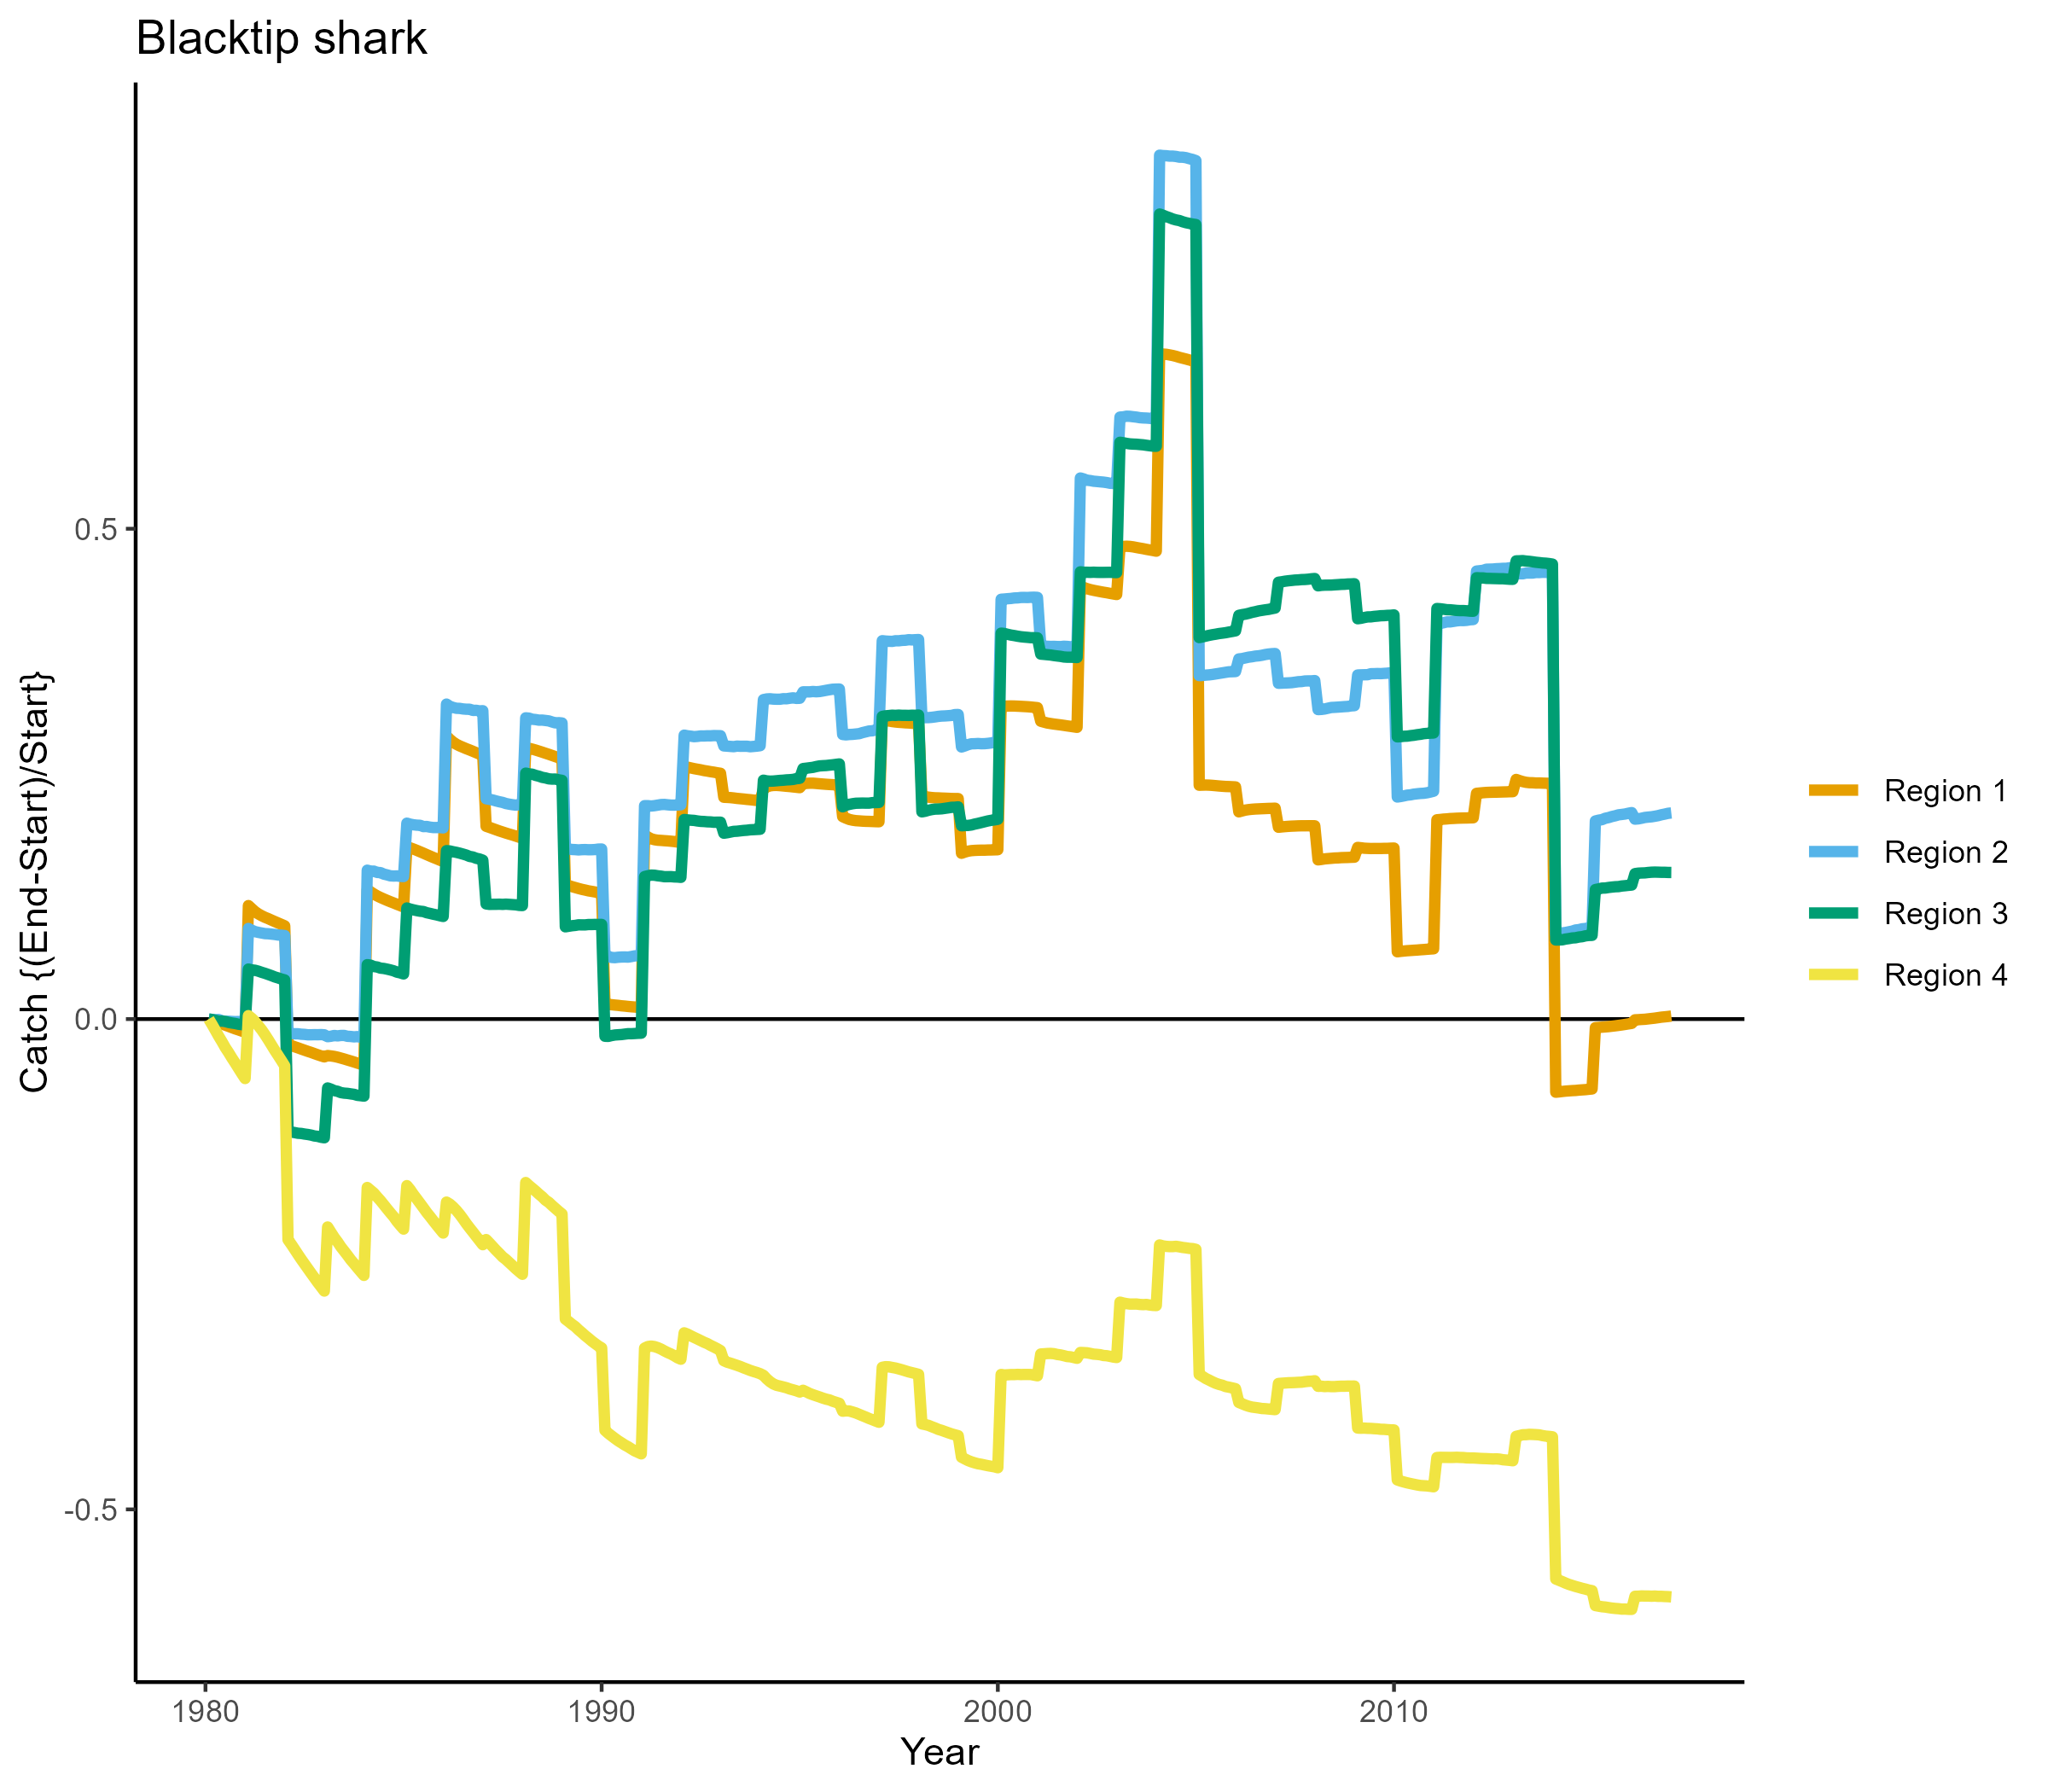 Blacktip shark
Catch {(End-Start)/Start}
0.5
0.0
-0.5
1980
1990
2000
2010
Year
Region 1
Region 2
Region 3
Region 4